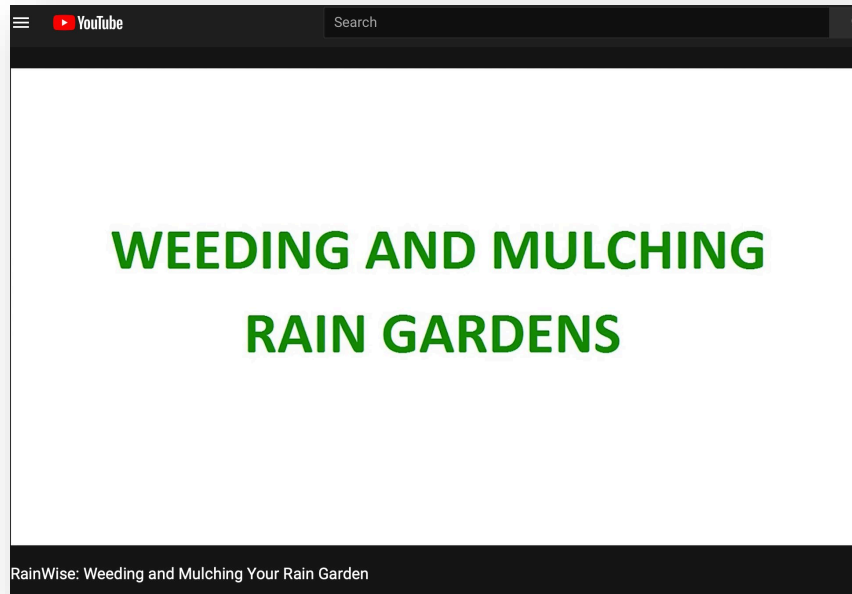 YouTube
Search
WEEDING AND MULCHING
RAIN GARDENS
RainWise: Weeding and Mulching Your Rain Garden